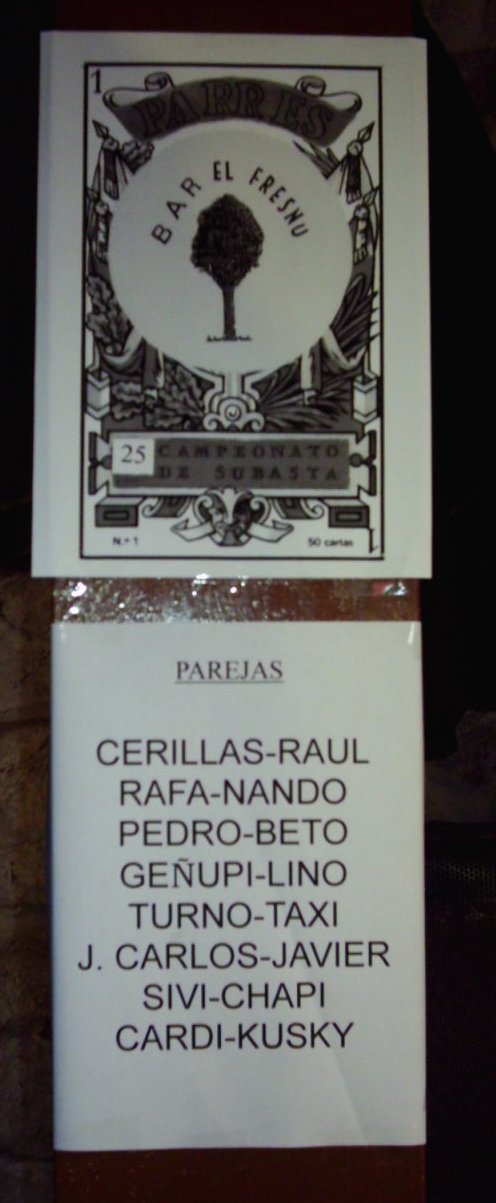 1
PARRES
BAR EL FRESNU
25 CAMPEONATO
DE SUBASTA
N.º 1 50 cartas
1
PAREJAS
CERILLAS-RAUL
RAFA-NANDO
PEDRO-BETO
GEÑUPI-LINO
TURNO-TAXI
J. CARLOS-JAVIER
SIVI-CHAPI
CARDI-KUSKY